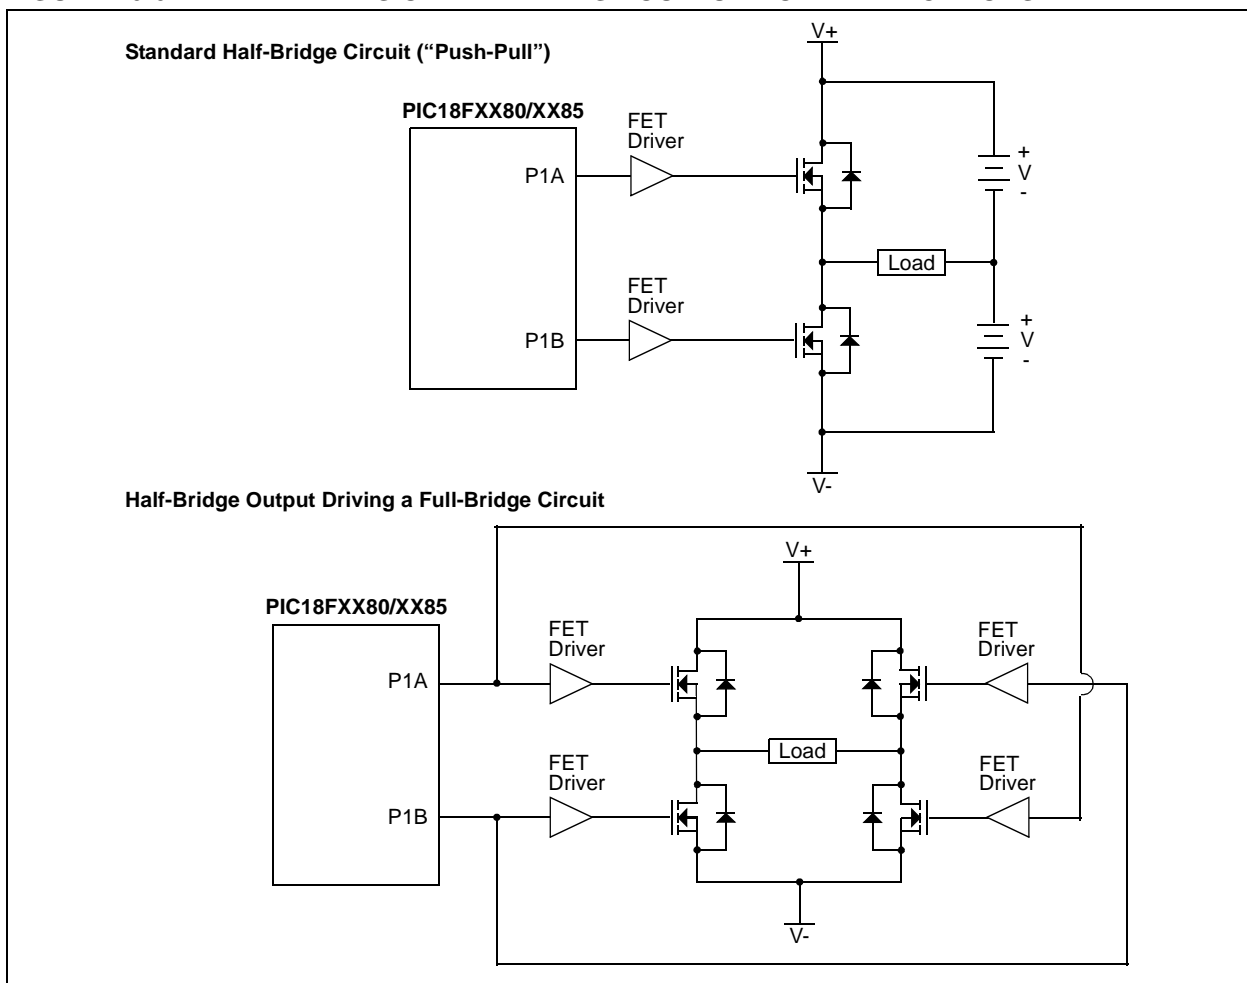 Standard Half-Bridge Circuit (“Push-Pull”)
V+
PIC18FXX80/XX85
FET
Driver
P1A
+
V
-
Load
FET
Driver
P1B
+
V
-
V-
Half-Bridge Output Driving a Full-Bridge Circuit
V+
PIC18FXX80/XX85
FET
Driver
FET
Driver
P1A
Load
FET
Driver
FET
Driver
P1B
V-